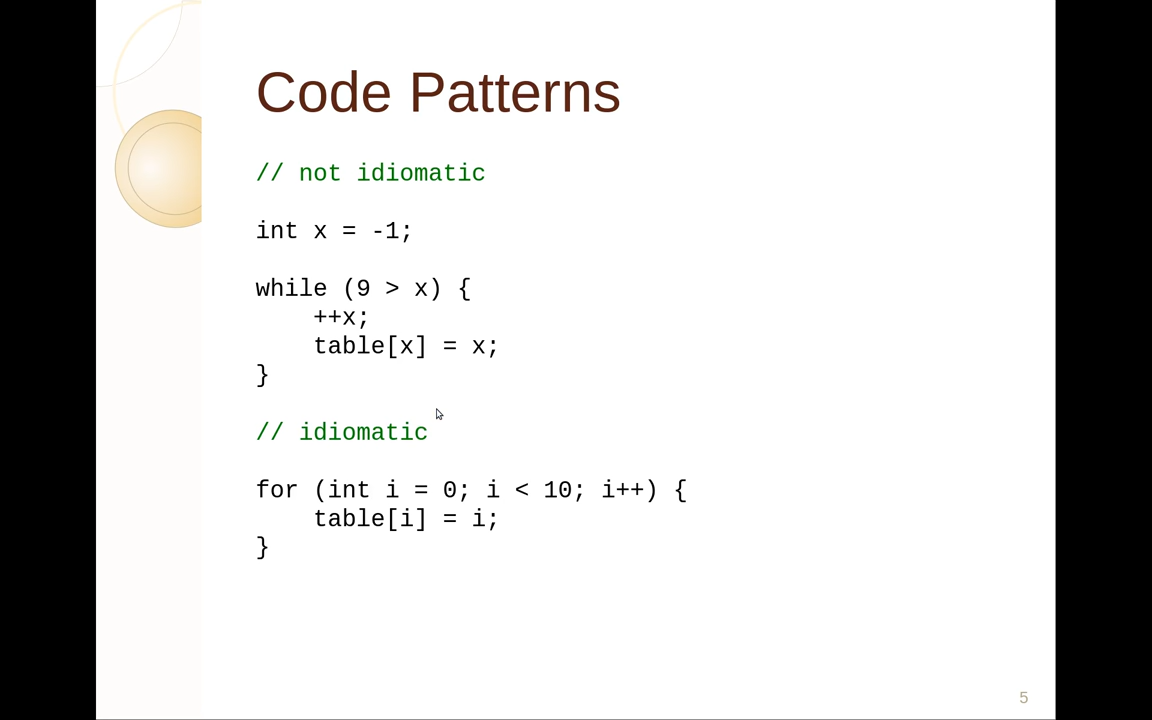 Code Patterns
// not idiomatic
int x = -1;
while (9 > x) {
    ++x;
    table[x] = x;
}
// idiomatic
for (int i = 0; i < 10; i++) {
    table[i] = i;
}
5